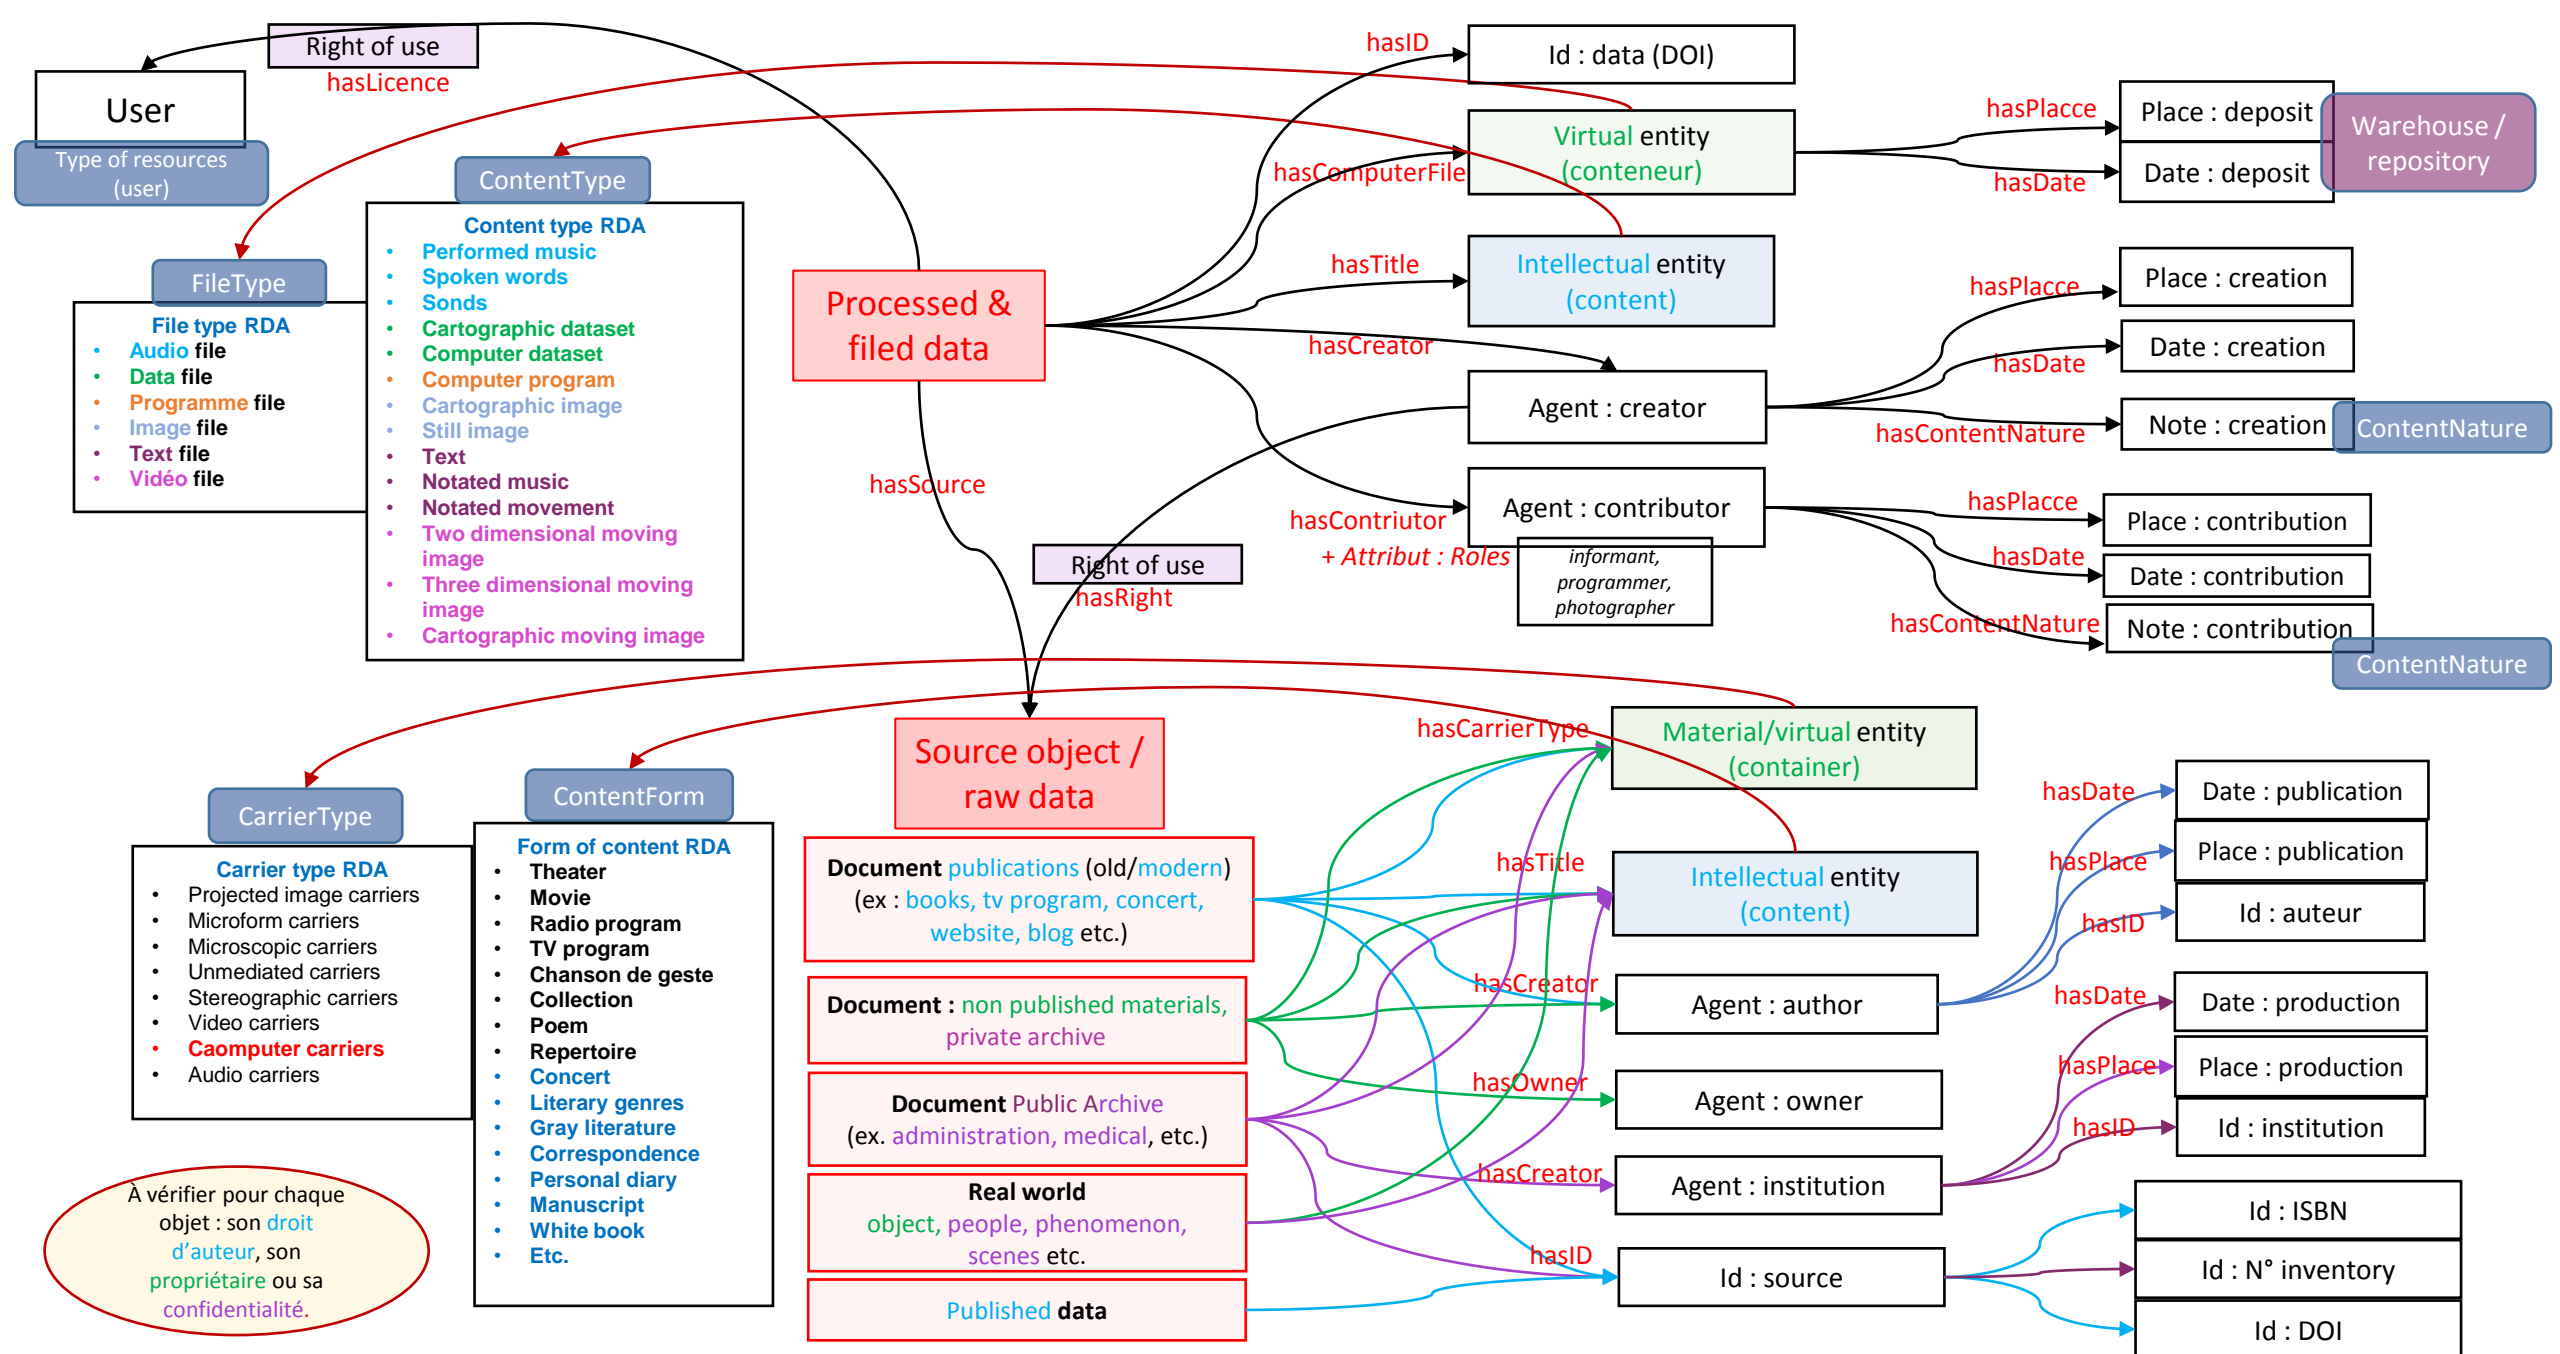 Right of use
hasLicence
User
Type of resources
(user)
ContentType
Content type RDA
• Performed music
• Spoken words
• Sonds
• Cartographic dataset
• Computer dataset
• Computer program
• Cartographic image
• Still image
• Text
• Notated music
• Notated movement
• Two dimensional moving
image
• Three dimensional moving
image
• Cartographic moving image
FileType
File type RDA
• Audio file
• Data file
• Programme file
• Image file
• Text file
• Vidéo file
Processed &
filed data
hasSource
Right of use
hasRight
hasID
Id : data (DOI)
hasComputerFile
Virtual entity
(conteneur)
hasTitle
Intellectual entity
(content)
hasCreator
Agent : creator
hasContriutor
+ Attribut : Roles
Agent : contributor
informant,
programmer,
photographer
hasPlacce
Place : deposit
hasDate
Date : deposit
Warehouse /
repository
hasPlacce
Place : creation
hasDate
Date : creation
hasContentNature
Note : creation
ContentNature
hasPlacce
Place : contribution
hasDate
Date : contribution
hasContentNature
Note : contribution
ContentNature
CarrierType
Carrier type RDA
• Projected image carriers
• Microform carriers
• Microscopic carriers
• Unmediated carriers
• Stereographic carriers
• Video carriers
• Caomputer carriers
• Audio carriers
ContentForm
Form of content RDA
• Theater
• Movie
• Radio program
• TV program
• Chanson de geste
• Collection
• Poem
• Repertoire
• Concert
• Literary genres
• Gray literature
• Correspondence
• Personal diary
• Manuscript
• White book
• Etc.
À vérifier pour chaque
objet : son droit
d'auteur, son
propriétaire ou sa
confidentialité.
Source object /
raw data
Document publications (old/modern)
(ex : books, tv program, concert,
website, blog etc.)
Document : non published materials,
private archive
Document Public Archive
(ex. administration, medical, etc.)
Real world
object, people, phenomenon,
scenes etc.
Published data
hasCarrierType
Material/virtual entity
(container)
hasTitle
Intellectual entity
(content)
hasCreator
Agent : author
hasOwner
Agent : owner
hasCreator
Agent : institution
hasID
Id : source
hasDate
Date : publication
hasPlace
Place : publication
hasID
Id : auteur
hasDate
Date : production
hasPlace
Place : production
hasID
Id : institution
Id : ISBN
Id : N° inventory
Id : DOI